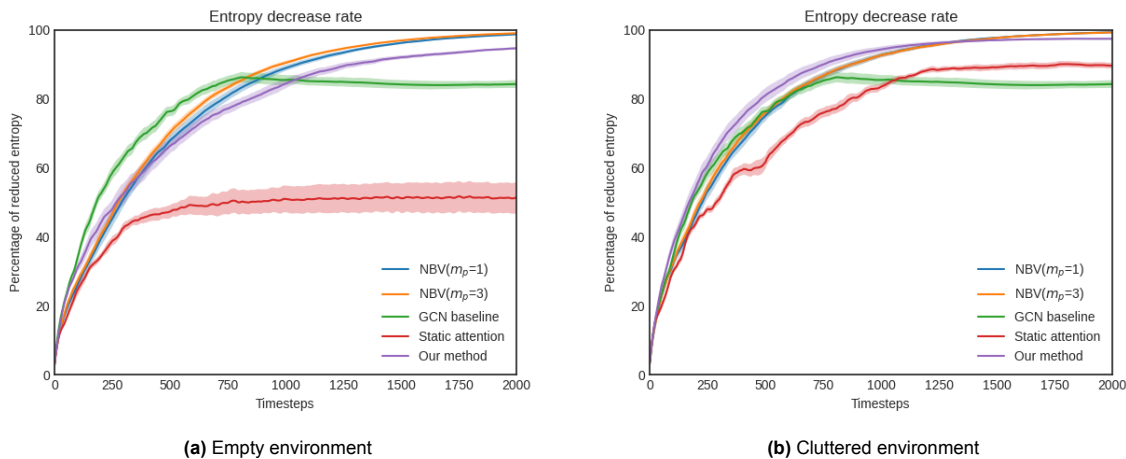 Entropy decrease rate
Percentage of reduced entropy
100
80
60
40
20
0
0 250 500 750 1000 1250 1500 1750 2000
Timesteps
NBV(mₚ=1)
NBV(mₚ=3)
GCN baseline
Static attention
Our method
(a) Empty environment
Entropy decrease rate
Percentage of reduced entropy
100
80
60
40
20
0
0 250 500 750 1000 1250 1500 1750 2000
Timesteps
NBV(mₚ=1)
NBV(mₚ=3)
GCN baseline
Static attention
Our method
(b) Cluttered environment